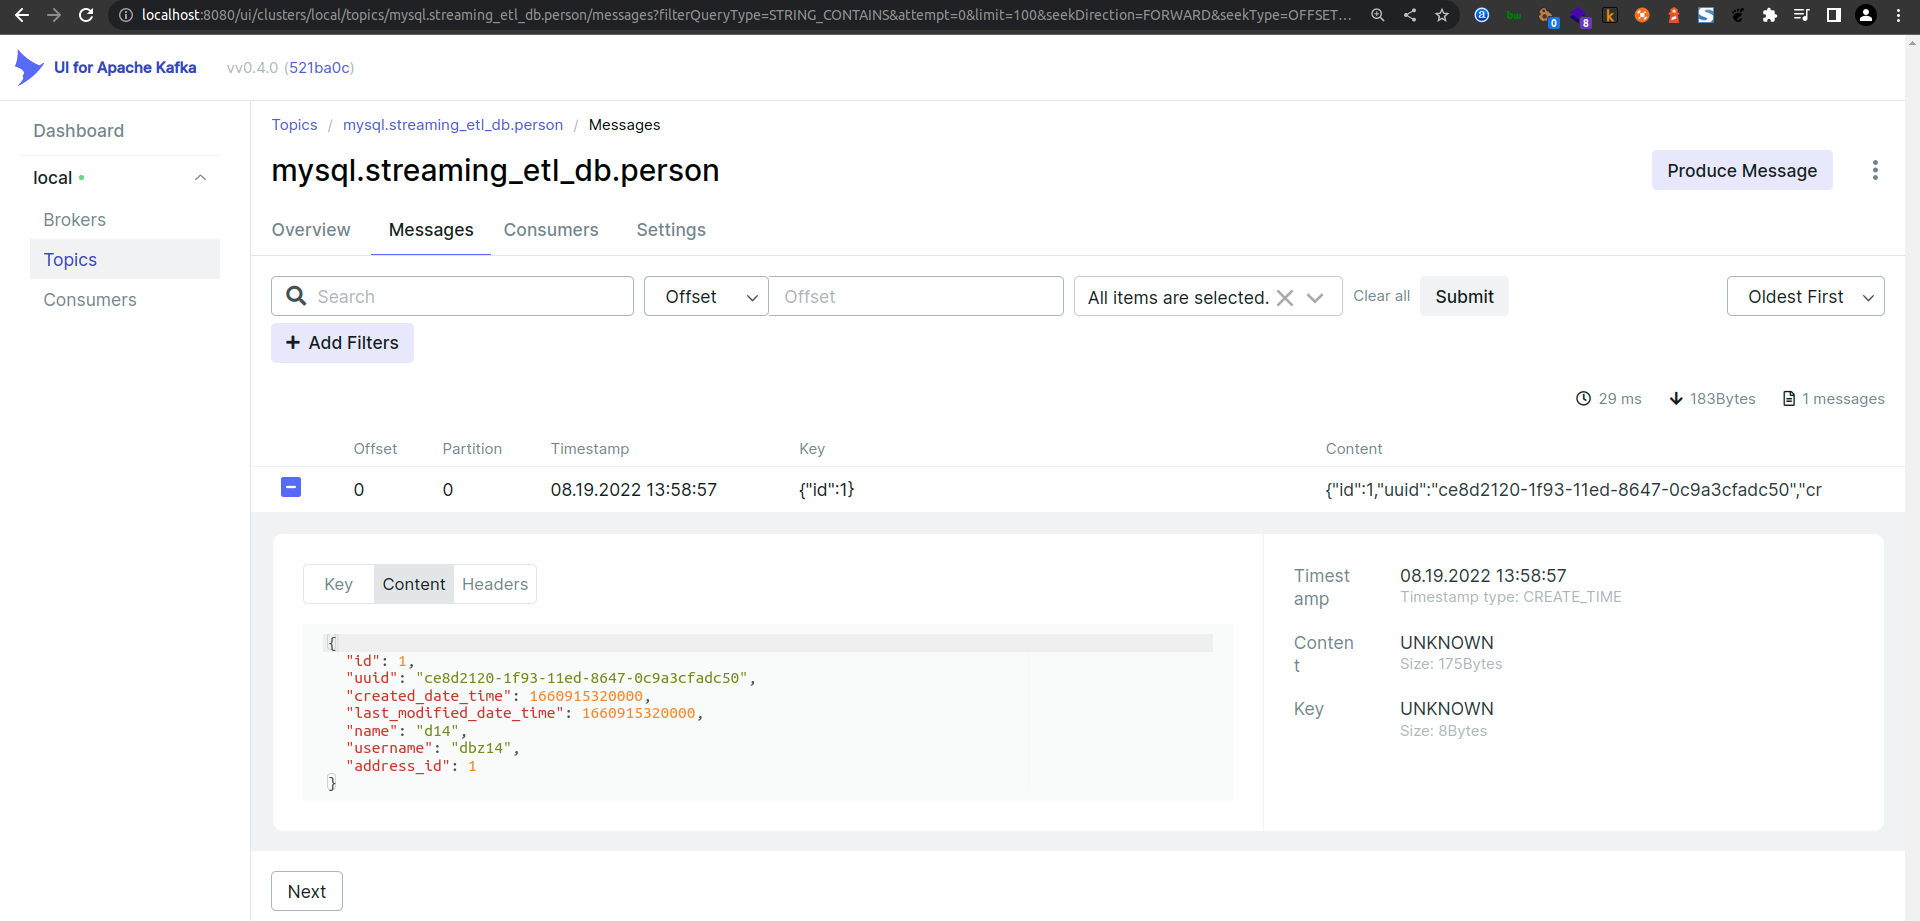 localhost:8080/ui/clusters/local/topics/mysql.streaming_etl_db.person/messages?filterQueryType=STRING_CONTAINS&attempt=0&limit=100&seekDirection=FORWARD&seekType=OFFSET...
0
8
UI for Apache Kafka vv0.4.0 (521ba0c)
Dashboard
local
Brokers
Topics
Consumers
Topics / mysql.streaming_etl_db.person / Messages
mysql.streaming_etl_db.person
Produce Message
Overview Messages Consumers Settings
Search Offset Offset All items are selected. Clear all Submit Oldest First
Add Filters
29 ms 183Bytes 1 messages
Offset Partition Timestamp Key Content
0 0 08.19.2022 13:58:57 {"id":1} {"id":1,"uuid":"ce8d2120-1f93-11ed-8647-0c9a3cfadc50","cr
Key Content Headers
{
"id": 1,
"uuid": "ce8d2120-1f93-11ed-8647-0c9a3cfadc50",
"created_date_time": 1660915320000,
"last_modified_date_time": 1660915320000,
"name": "d14",
"username": "dbz14",
"address_id": 1
}
Timest
amp
08.19.2022 13:58:57
Timestamp type: CREATE_TIME
Conten
t
UNKNOWN
Size: 175Bytes
Key
UNKNOWN
Size: 8Bytes
Next